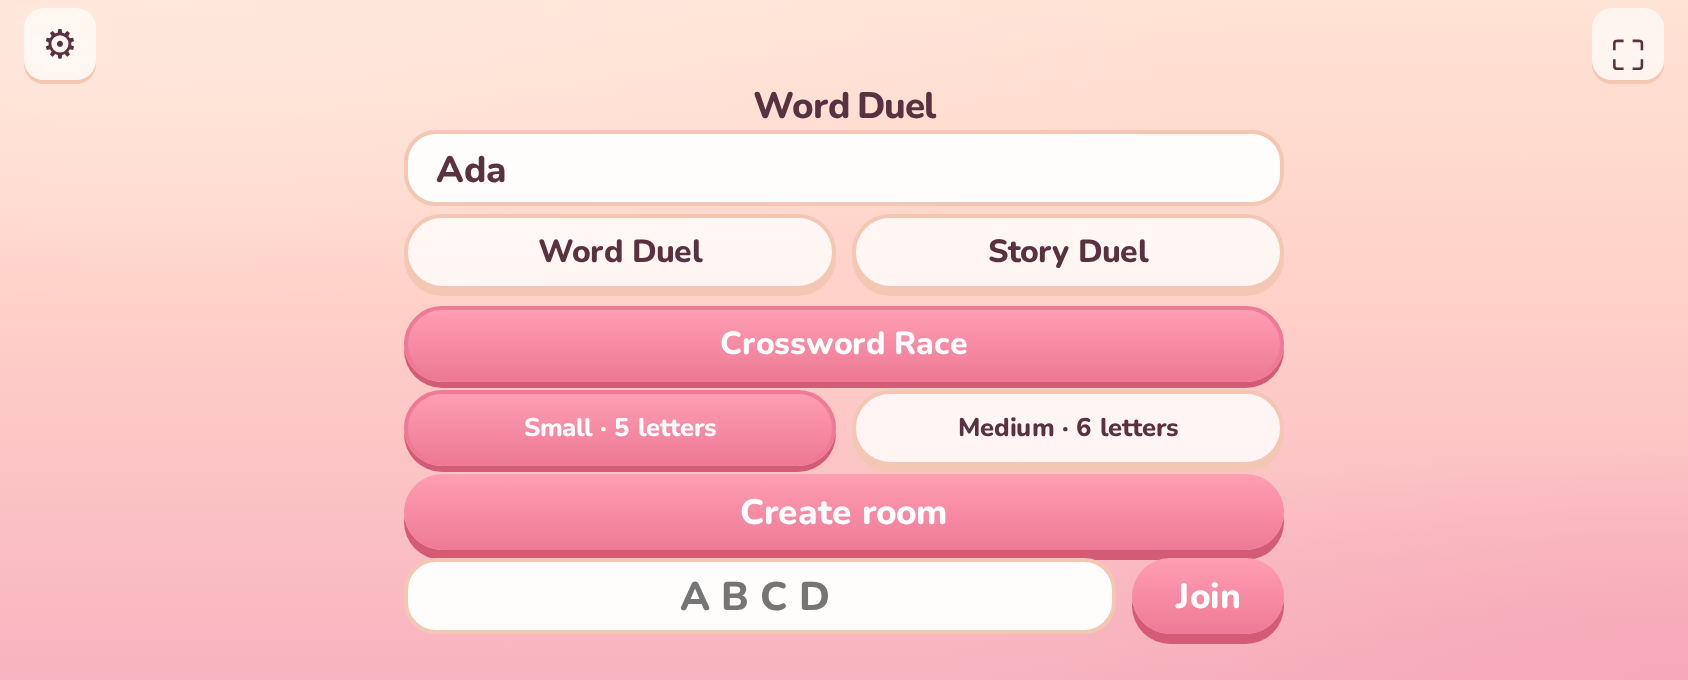 Word Duel
Ada
Word Duel
Story Duel
Crossword Race
Small · 5 letters
Medium · 6 letters
Create room
A B C D
Join